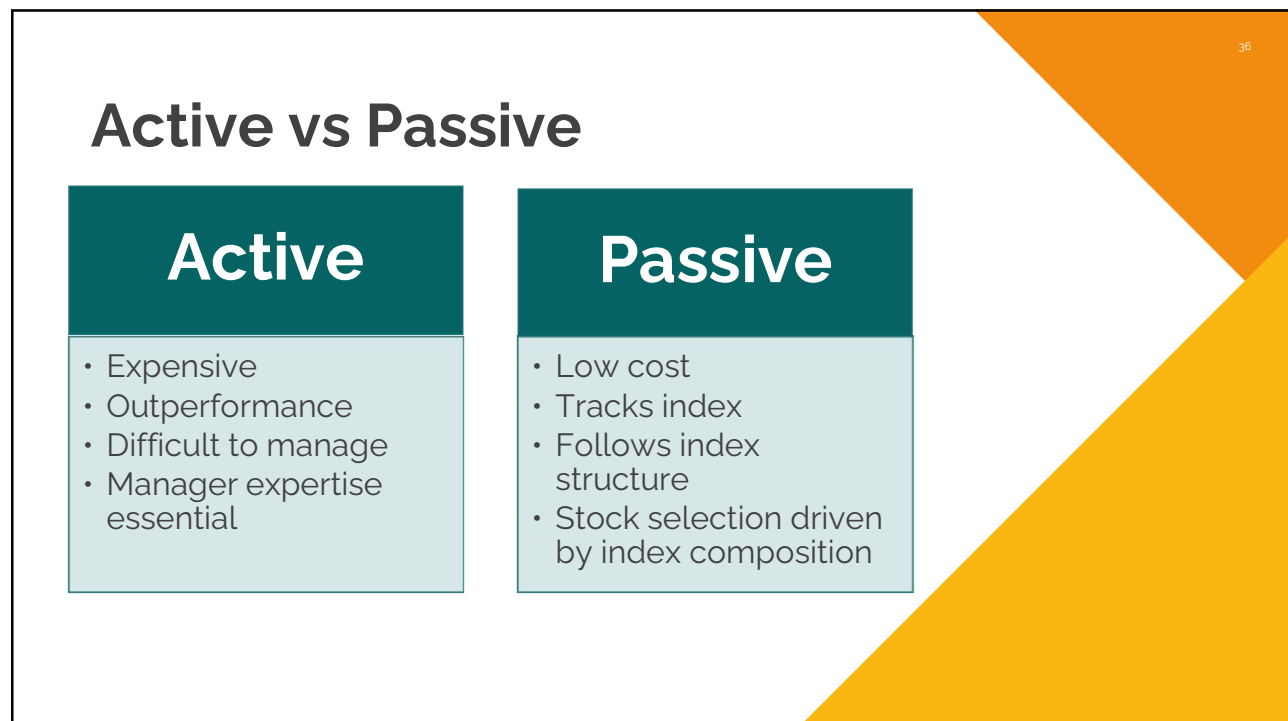 36
Active vs Passive
Active
• Expensive
• Outperformance
• Difficult to manage
• Manager expertise
essential
Passive
• Low cost
• Tracks index
• Follows index
structure
• Stock selection driven
by index composition